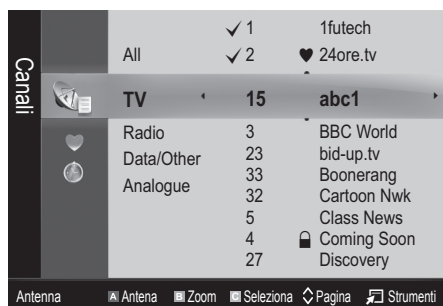 Canali
1 1futech
All 2 24ore.tv
TV 15 abc1
Radio 3 BBC World
Data/Other 23 bid-up.tv
Analogue 33 Boonerang
32 Cartoon Nwk
5 Class News
4 Coming Soon
27 Discovery
Antenna A Antena B Zoom C Seleziona Pagina Strumenti